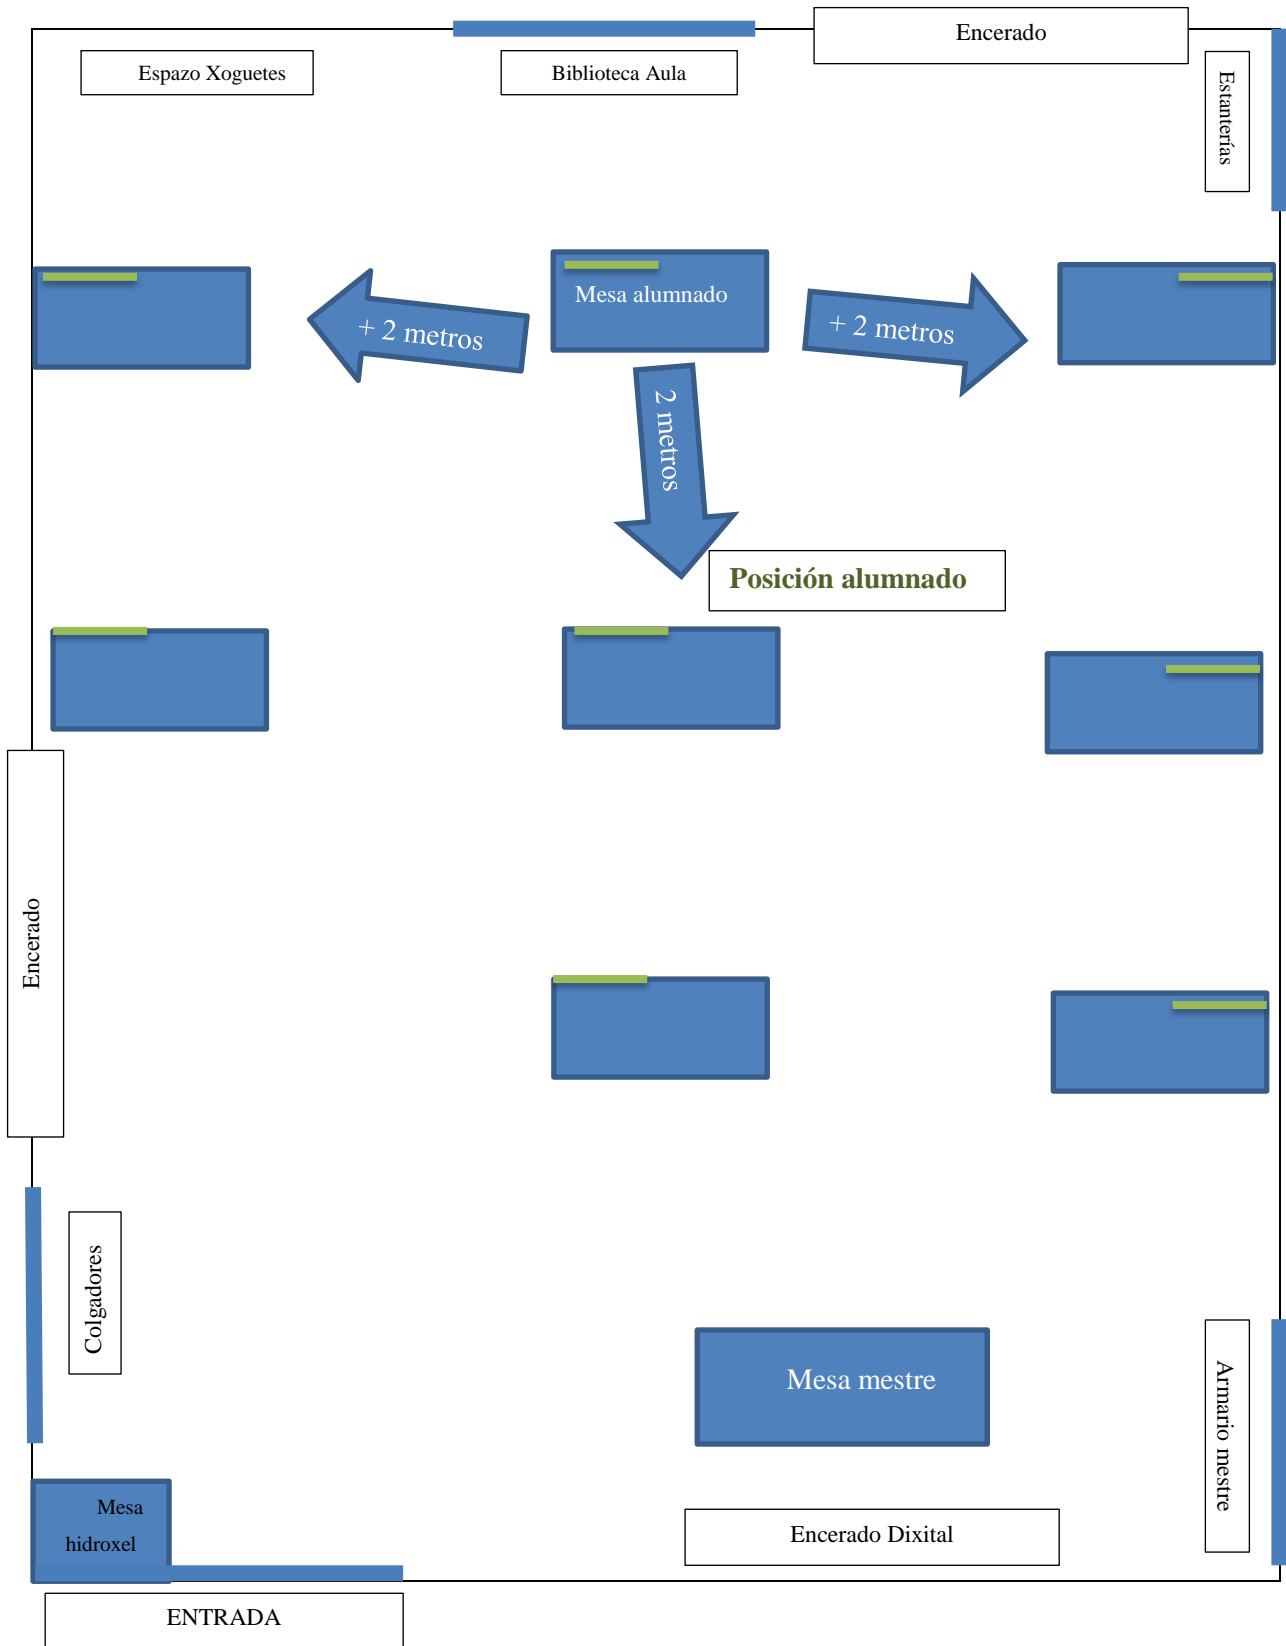 Encerado
Espazo Xoguetes
Biblioteca Aula
Estanterías
Mesa alumnado
+ 2 metros
+ 2 metros
2 metros
Posición alumnado
Encerado
Colgadores
Mesa mestre
Armario mestre
Mesa
hidroxel
Encerado Dixital
ENTRADA